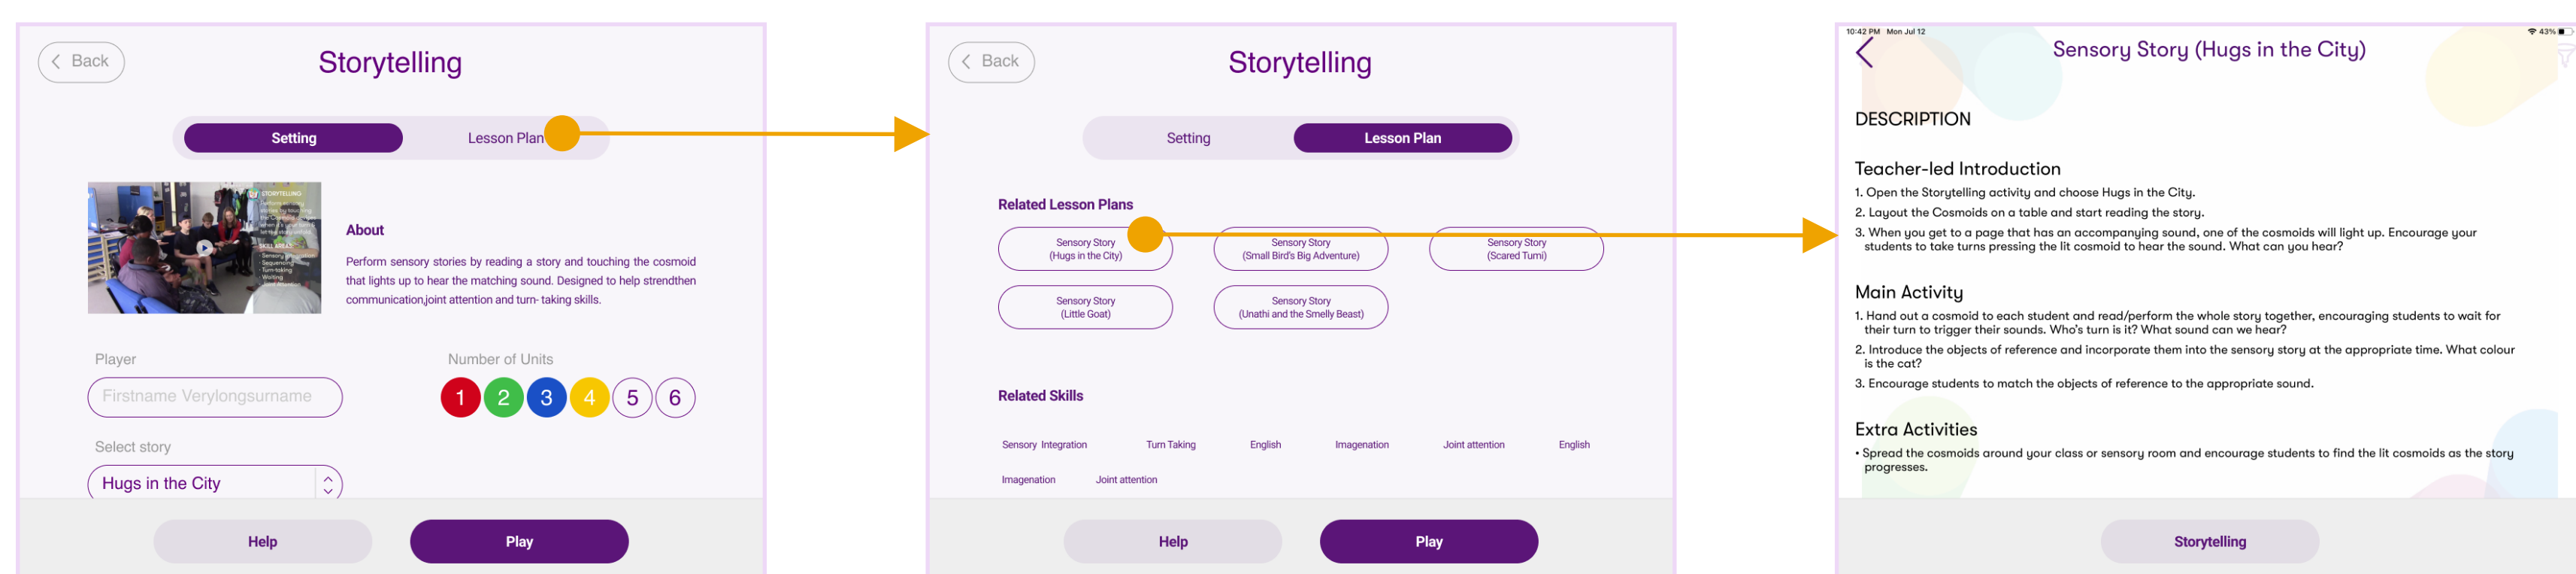 Back
Storytelling
Setting
Lesson Plan
STORYTELLING
About
Perform sensory stories by reading a story and touching the cosmoid
that lights up to hear the matching sound. Designed to help strendthen
communication,joint attention and turn- taking skills.
Player
Firstname Verylongsurname
Number of Units
1 2 3 4 5 6
Select story
Hugs in the City
Help
Play
Back
Storytelling
Setting
Lesson Plan
Related Lesson Plans
Sensory Story
(Hugs in the City)
Sensory Story
(Small Bird's Big Adventure)
Sensory Story
(Scared Tumi)
Sensory Story
(Little Goat)
Sensory Story
(Unathi and the Smelly Beast)
Related Skills
Sensory Integration Turn Taking English Imagenation Joint attention English
Imagenation Joint attention
Help
Play
10:42 PM Mon Jul 12
43%
Sensory Story (Hugs in the City)
DESCRIPTION
Teacher-led Introduction
1. Open the Storytelling activity and choose Hugs in the City.
2. Layout the Cosmoids on a table and start reading the story.
3. When you get to a page that has an accompanying sound, one of the cosmoids will light up. Encourage your
students to take turns pressing the lit cosmoid to hear the sound. What can you hear?
Main Activity
1. Hand out a cosmoid to each student and read/perform the whole story together, encouraging students to wait for
their turn to trigger their sounds. Who's turn is it? What sound can we hear?
2. Introduce the objects of reference and incorporate them into the sensory story at the appropriate time. What colour
is the cat?
3. Encourage students to match the objects of reference to the appropriate sound.
Extra Activities
• Spread the cosmoids around your class or sensory room and encourage students to find the lit cosmoids as the story
progresses.
Storytelling